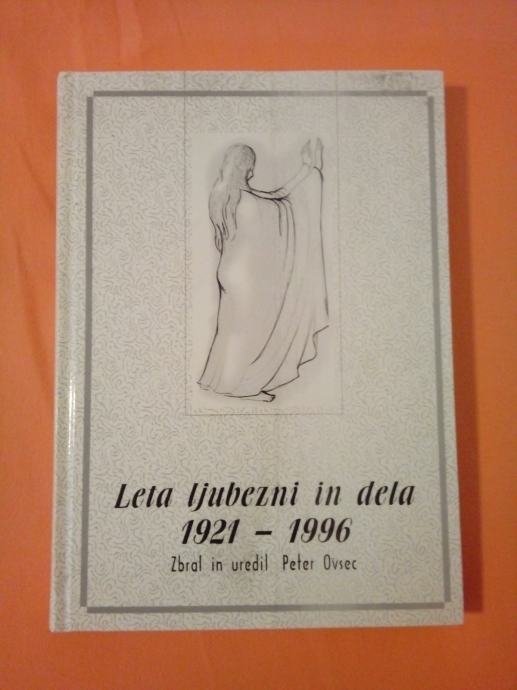 Leta ljubezni in dela
1921 – 1996
Zbral in uredil Peter Ovsec